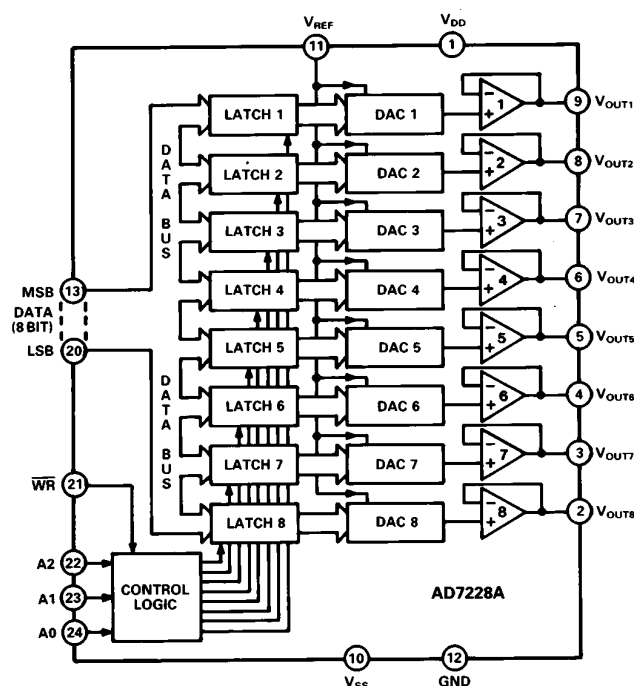 VREF
VDD
11
1
LATCH 1
DAC 1
1
9
VOUT1
LATCH 2
DAC 2
2
8
VOUT2
DATA BUS
LATCH 3
DAC 3
3
7
VOUT3
MSB
13
LATCH 4
DAC 4
4
6
VOUT4
DATA
(8 BIT)
LSB
20
LATCH 5
DAC 5
5
5
VOUT5
DATA BUS
LATCH 6
DAC 6
6
4
VOUT6
LATCH 7
DAC 7
7
3
VOUT7
WR
21
LATCH 8
DAC 8
8
2
VOUT8
A2
22
A1
23
A0
24
CONTROL
LOGIC
AD7228A
10
12
VSS
GND
− +
− +
− +
− +
− +
− +
− +
− +